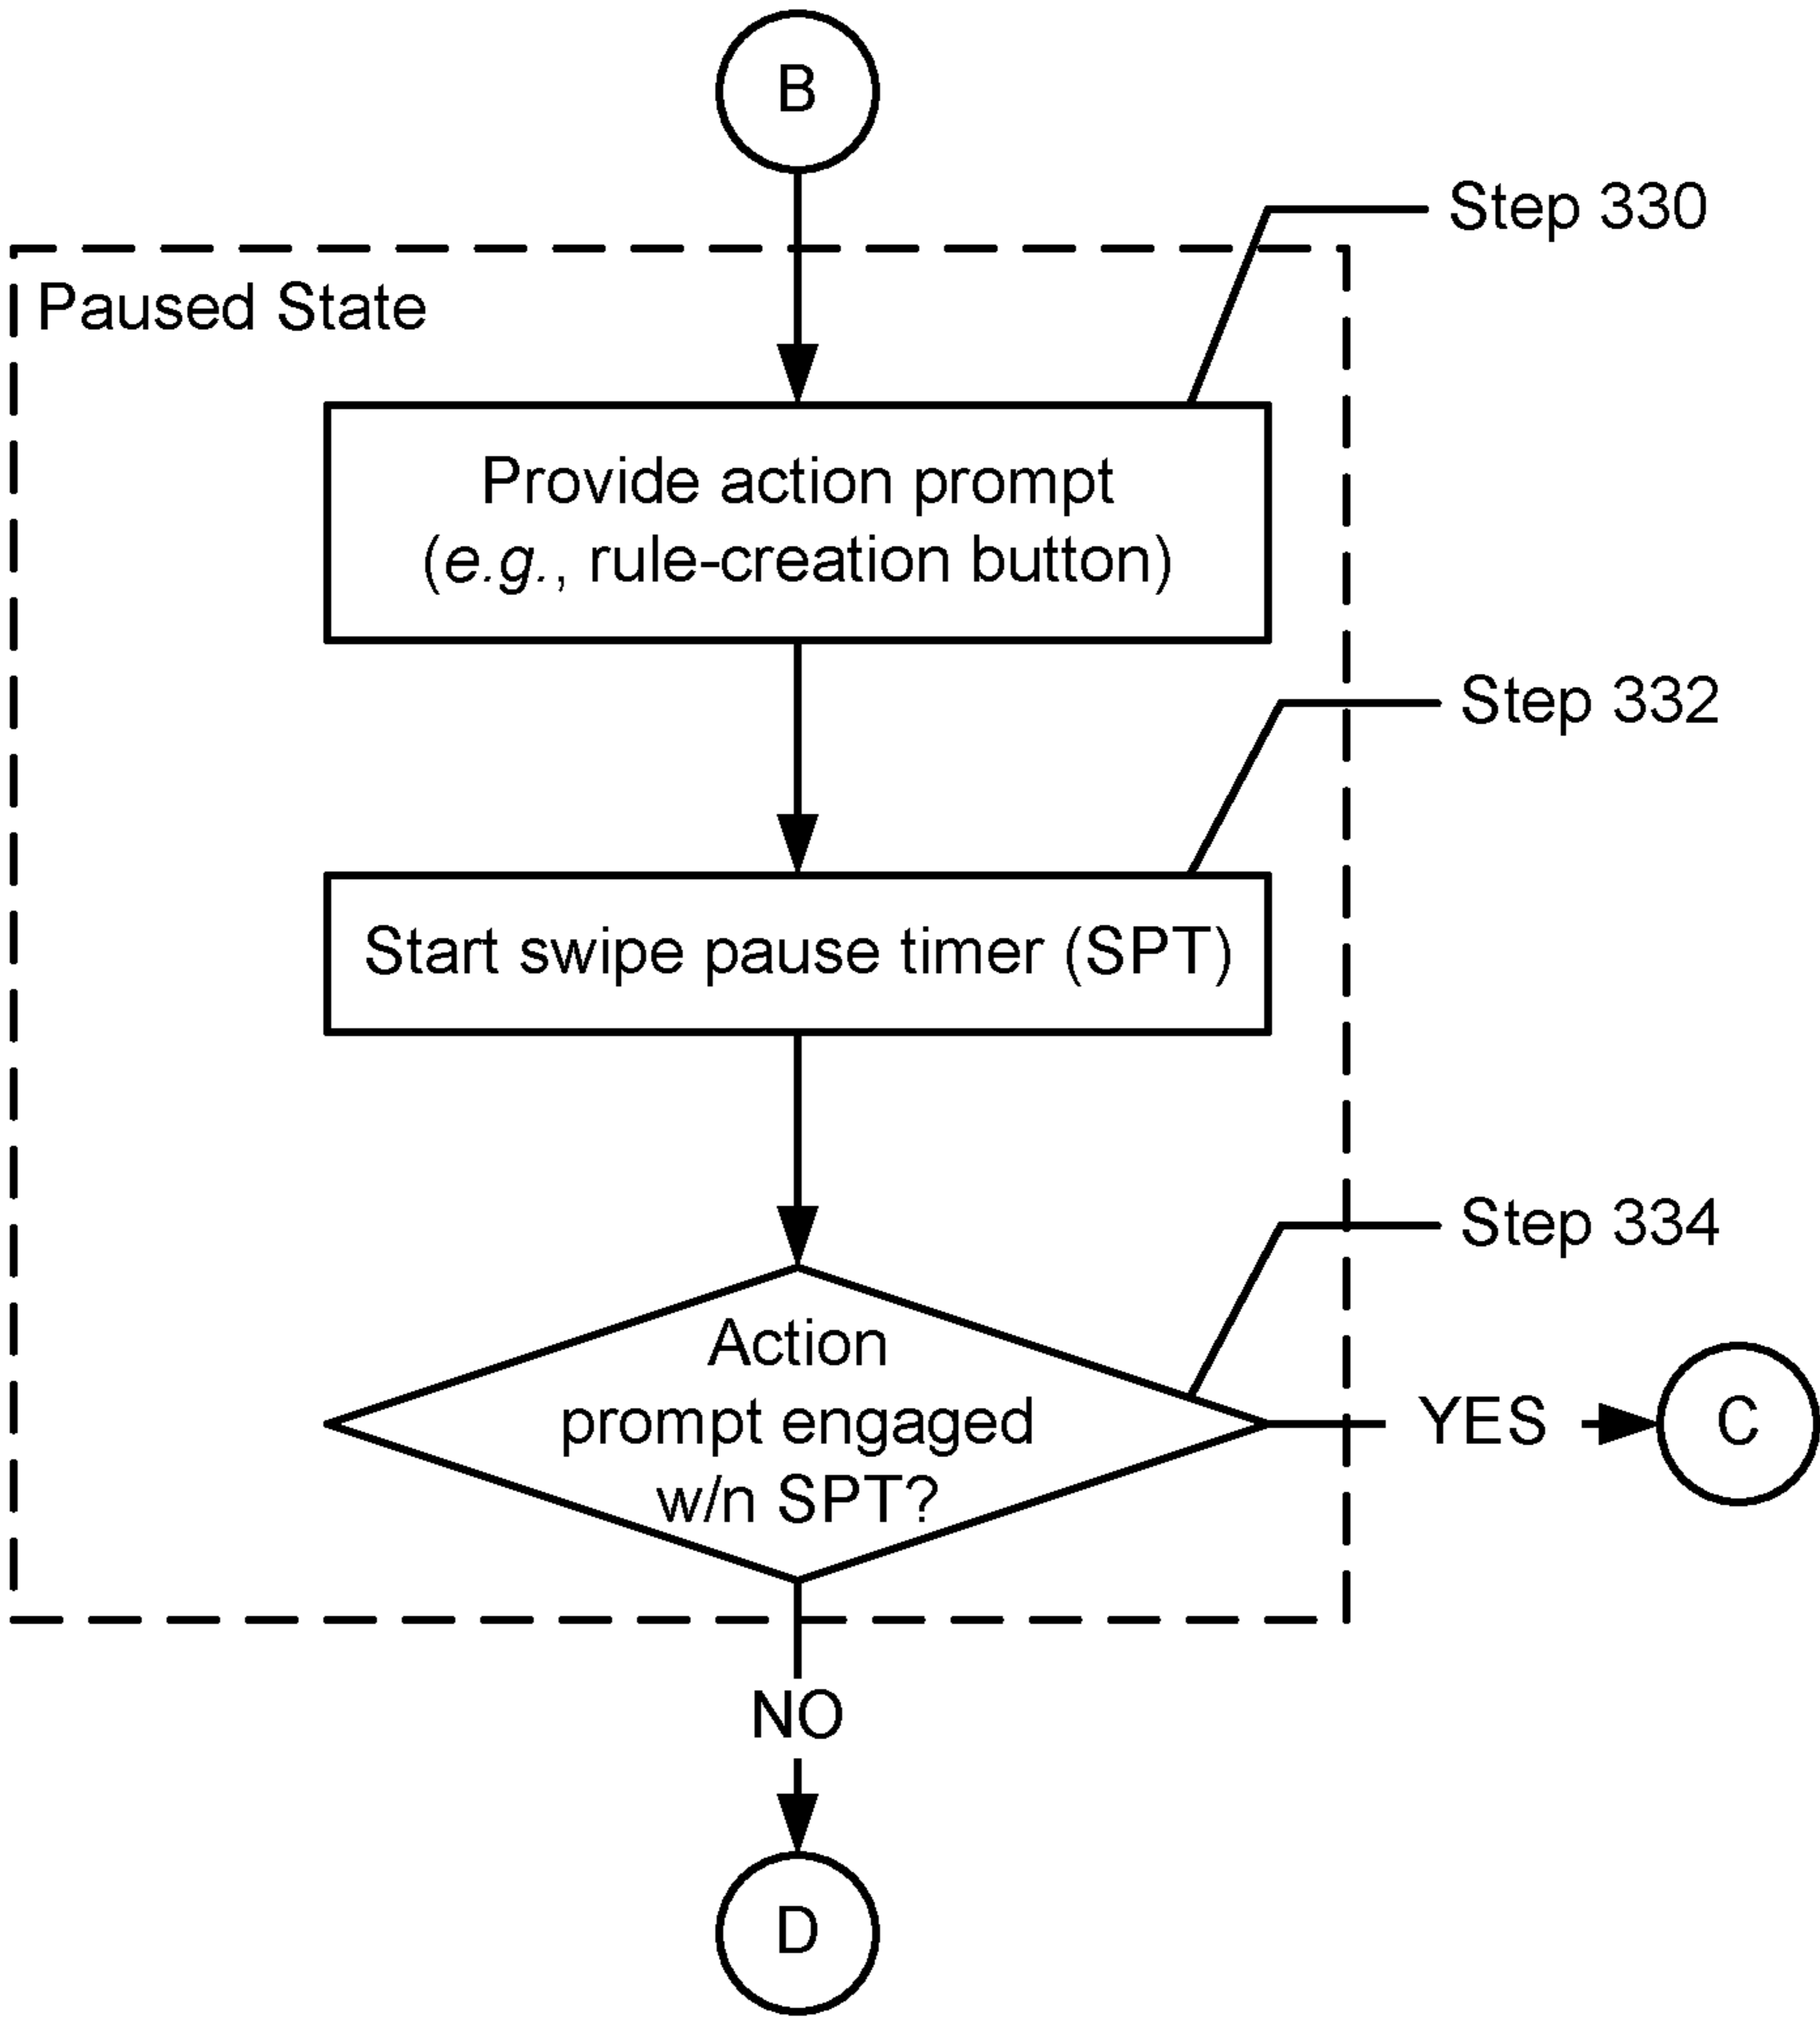 B
Step 330
Paused State
Provide action prompt
(e.g., rule-creation button)
Step 332
Start swipe pause timer (SPT)
Step 334
Action
prompt engaged
w/n SPT?
YES
C
NO
D